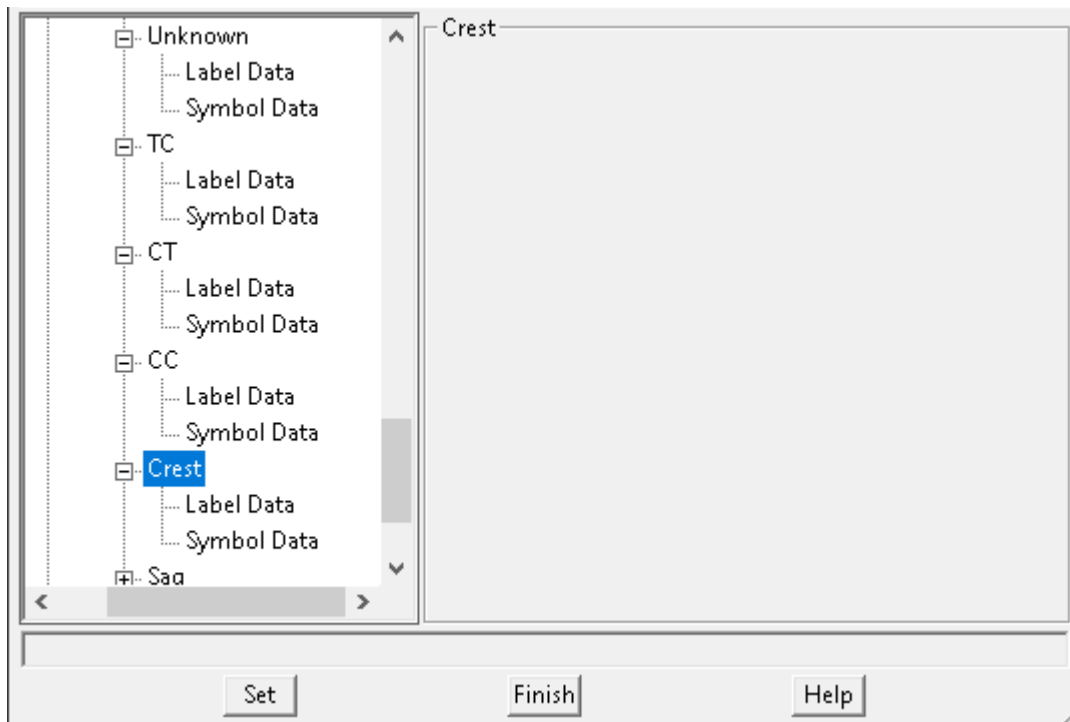 Unknown
Label Data
Symbol Data
TC
Label Data
Symbol Data
CT
Label Data
Symbol Data
CC
Label Data
Symbol Data
Crest
Label Data
Symbol Data
Sag
Crest
Set
Finish
Help